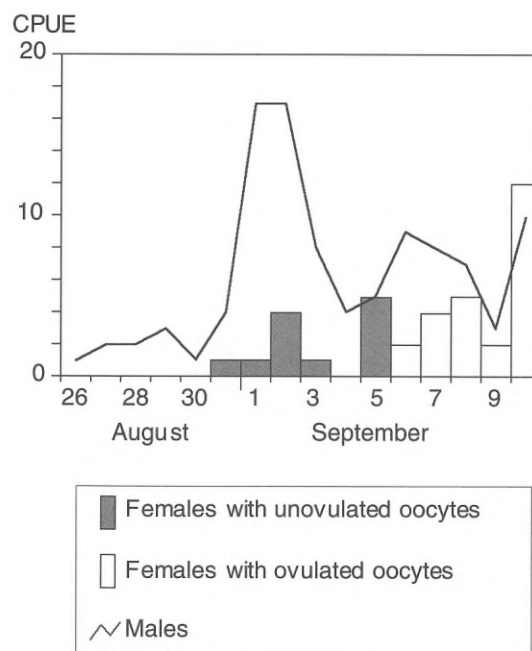 CPUE
20
10
0
26 28 30 1 3 5 7 9
August September
Females with unovulated oocytes
Females with ovulated oocytes
Males